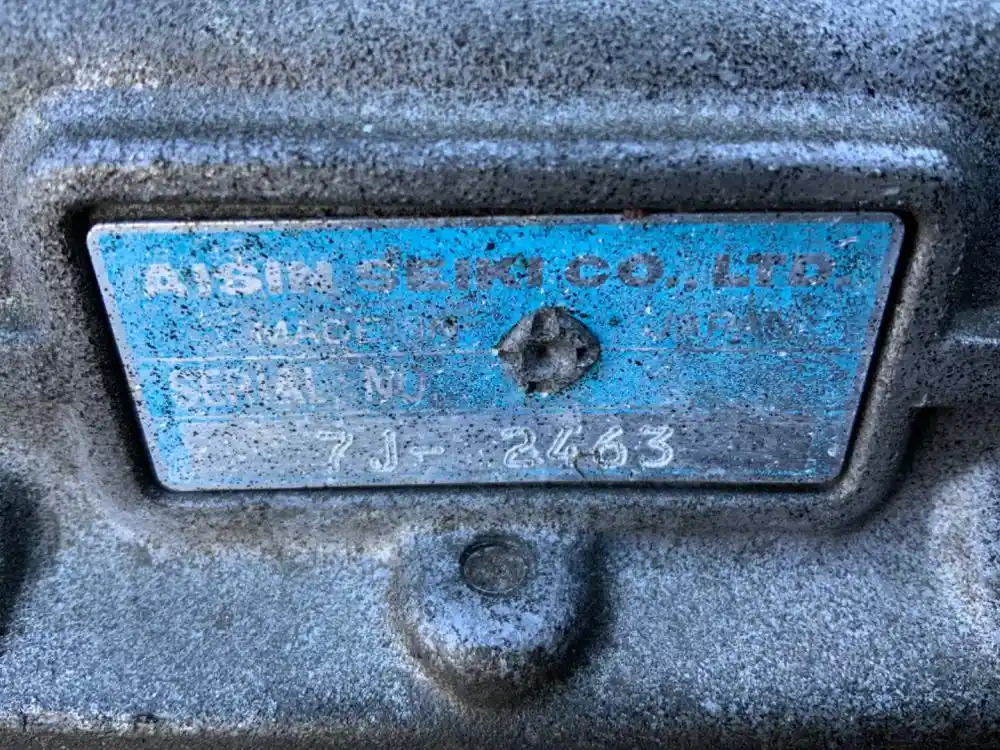 AISIN SEIKI CO., LTD.
MADE IN JAPAN
SERIAL NO.
7J- 2463